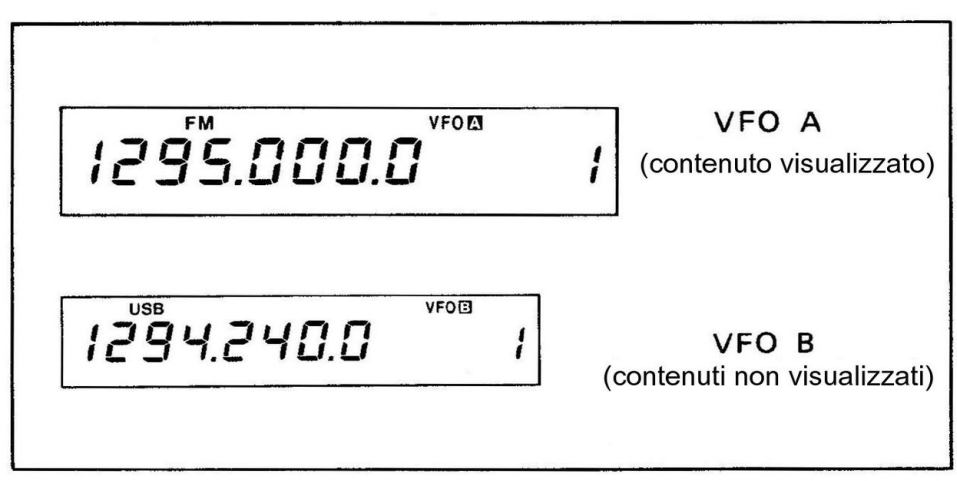 FM VFO A
1295.000.0 1
VFO A
(contenuto visualizzato)
USB VFO B
1294.240.0 1
VFO B
(contenuti non visualizzati)